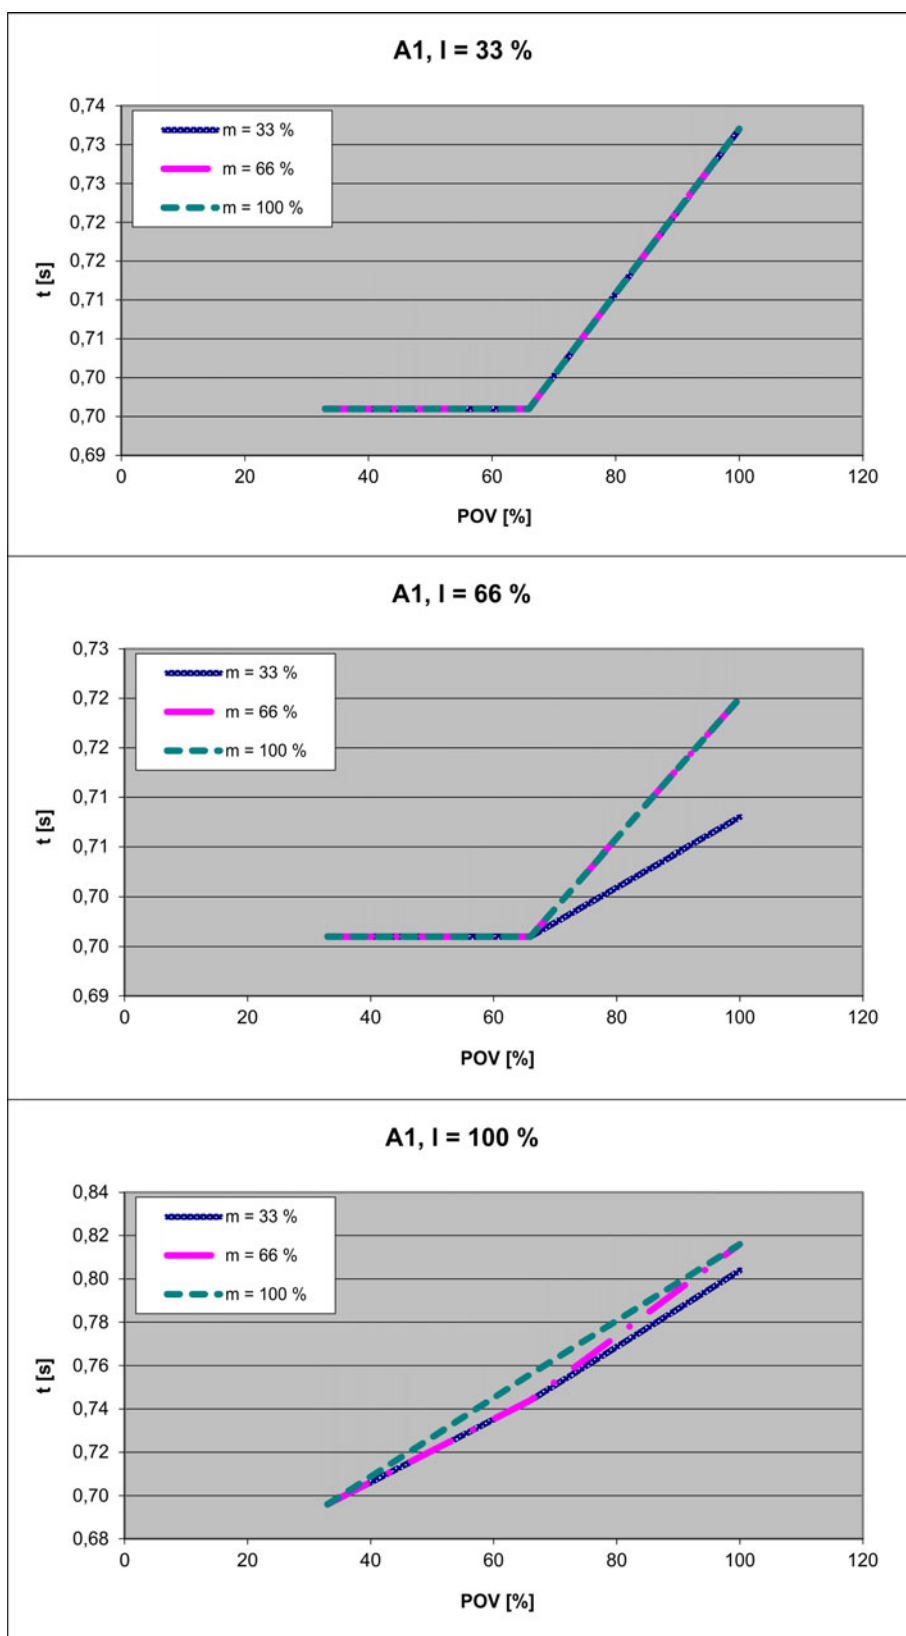 A1, I = 33 %
0,74
0,73
0,73
0,72
0,72
0,71
0,71
0,70
0,70
0,69
t [s]
m = 33 %
m = 66 %
m = 100 %
0 20 40 60 80 100 120
POV [%]
A1, I = 66 %
0,73
0,72
0,72
0,71
0,71
0,70
0,70
0,69
t [s]
m = 33 %
m = 66 %
m = 100 %
0 20 40 60 80 100 120
POV [%]
A1, I = 100 %
0,84
0,82
0,80
0,78
0,76
0,74
0,72
0,70
0,68
t [s]
m = 33 %
m = 66 %
m = 100 %
0 20 40 60 80 100 120
POV [%]